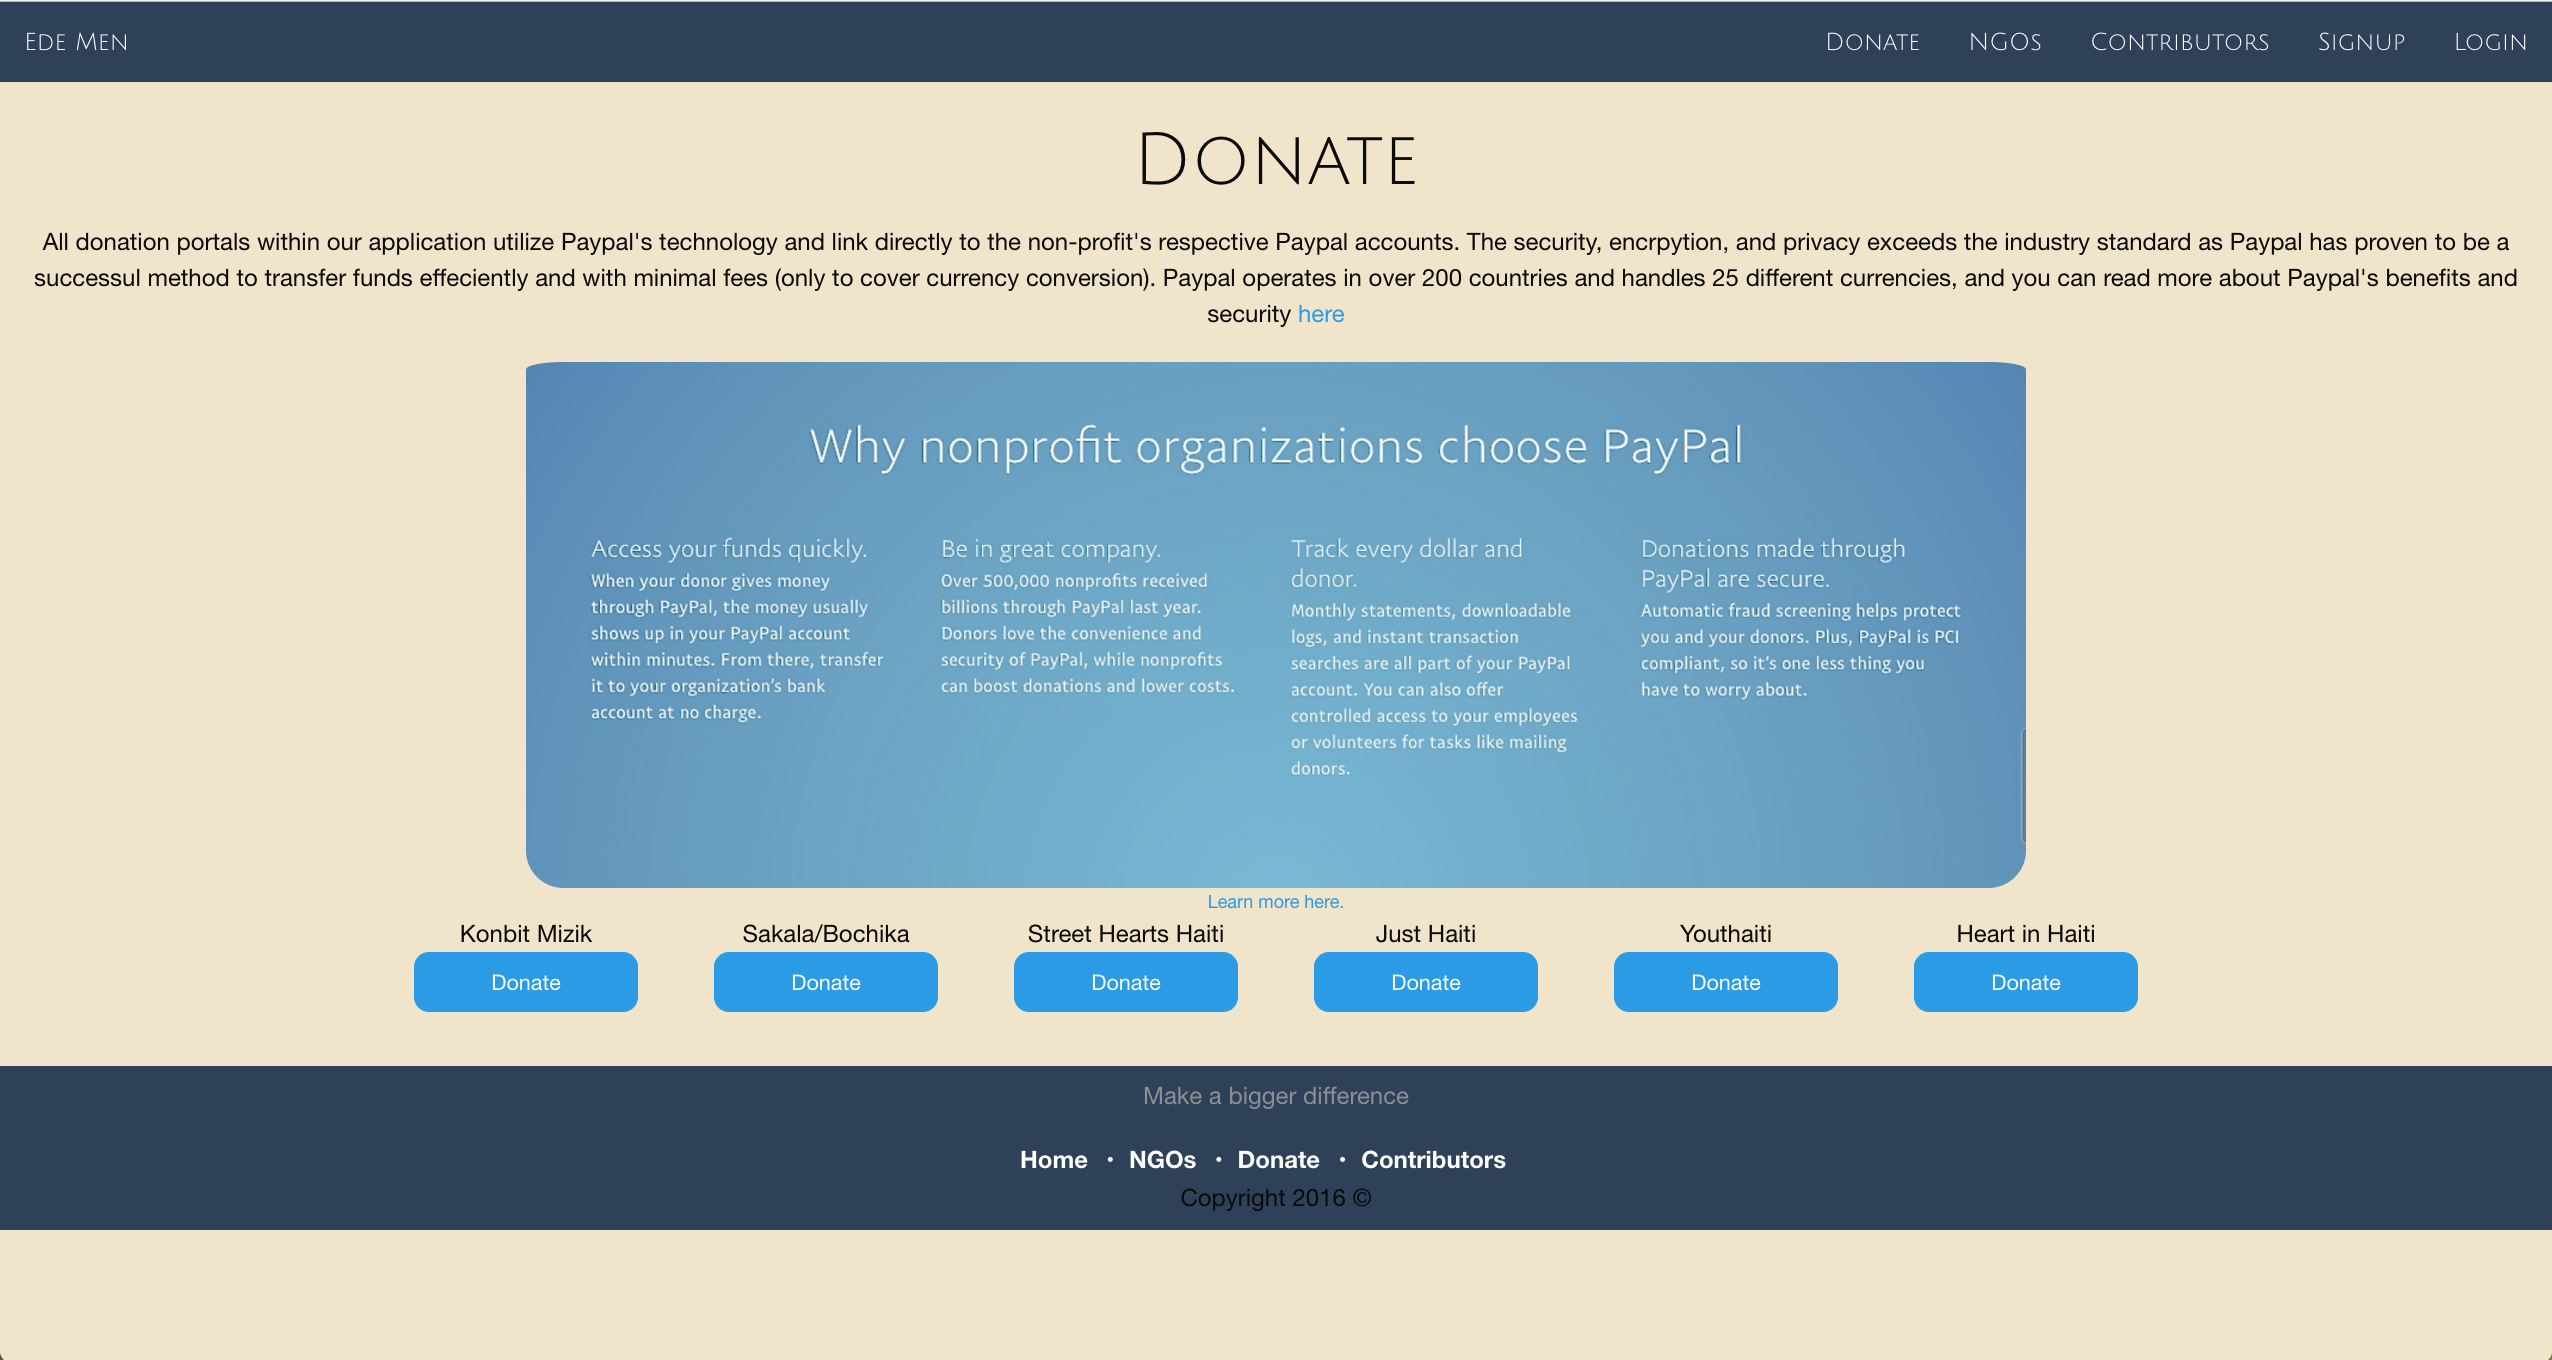 Ede Men
Donate NGOs Contributors Signup Login
Donate
All donation portals within our application utilize Paypal's technology and link directly to the non-profit's respective Paypal accounts. The security, encrpytion, and privacy exceeds the industry standard as Paypal has proven to be a
successul method to transfer funds effeciently and with minimal fees (only to cover currency conversion). Paypal operates in over 200 countries and handles 25 different currencies, and you can read more about Paypal's benefits and
security here
Why nonprofit organizations choose PayPal
Access your funds quickly.
When your donor gives money
through PayPal, the money usually
shows up in your PayPal account
within minutes. From there, transfer
it to your organization’s bank
account at no charge.
Be in great company.
Over 500,000 nonprofits received
billions through PayPal last year.
Donors love the convenience and
security of PayPal, while nonprofits
can boost donations and lower costs.
Track every dollar and
donor.
Monthly statements, downloadable
logs, and instant transaction
searches are all part of your PayPal
account. You can also offer
controlled access to your employees
or volunteers for tasks like mailing
donors.
Donations made through
PayPal are secure.
Automatic fraud screening helps protect
you and your donors. Plus, PayPal is PCI
compliant, so it’s one less thing you
have to worry about.
Learn more here.
Konbit Mizik
Donate
Sakala/Bochika
Donate
Street Hearts Haiti
Donate
Just Haiti
Donate
Youthaiti
Donate
Heart in Haiti
Donate
Make a bigger difference
Home · NGOs · Donate · Contributors
Copyright 2016 ©